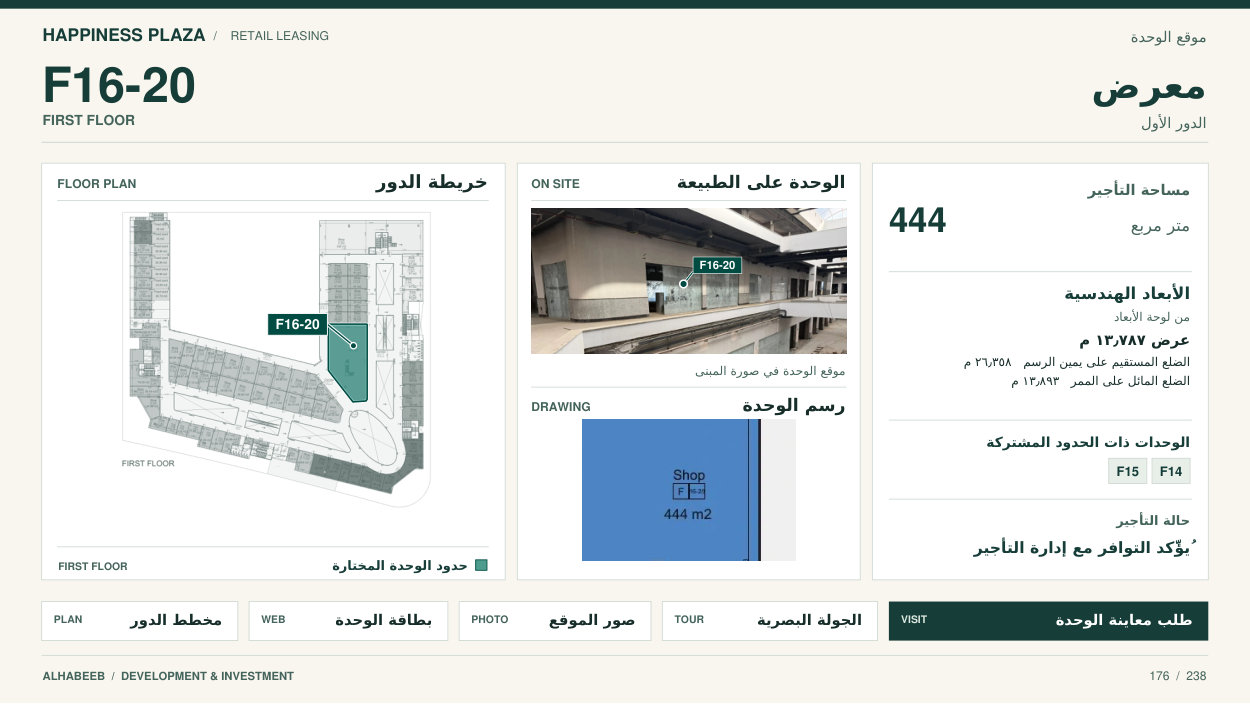 HAPPINESS PLAZA / RETAIL LEASING
موقع الوحدة
F16-20
معرض
FIRST FLOOR
الدور الأول
FLOOR PLAN
خريطة الدور
F16-20
FIRST FLOOR
FIRST FLOOR
حدود الوحدة المختارة
ON SITE
الوحدة على الطبيعة
F16-20
موقع الوحدة في صورة المبنى
DRAWING
رسم الوحدة
Shop
F 16-20
444 m2
مساحة التأجير
444
متر مربع
الأبعاد الهندسية
من لوحة الأبعاد
عرض ١٣٫٧٨٧ م
الضلع المستقيم على يمين الرسم ٢٦٫٣٥٨ م
الضلع المائل على الممر ١٣٫٨٩٣ م
الوحدات ذات الحدود المشتركة
F15 F14
حالة التأجير
يُؤكّد التوافر مع إدارة التأجير
PLAN
مخطط الدور
WEB
بطاقة الوحدة
PHOTO
صور الموقع
TOUR
الجولة البصرية
VISIT
طلب معاينة الوحدة
ALHABEEB / DEVELOPMENT & INVESTMENT
176 / 238